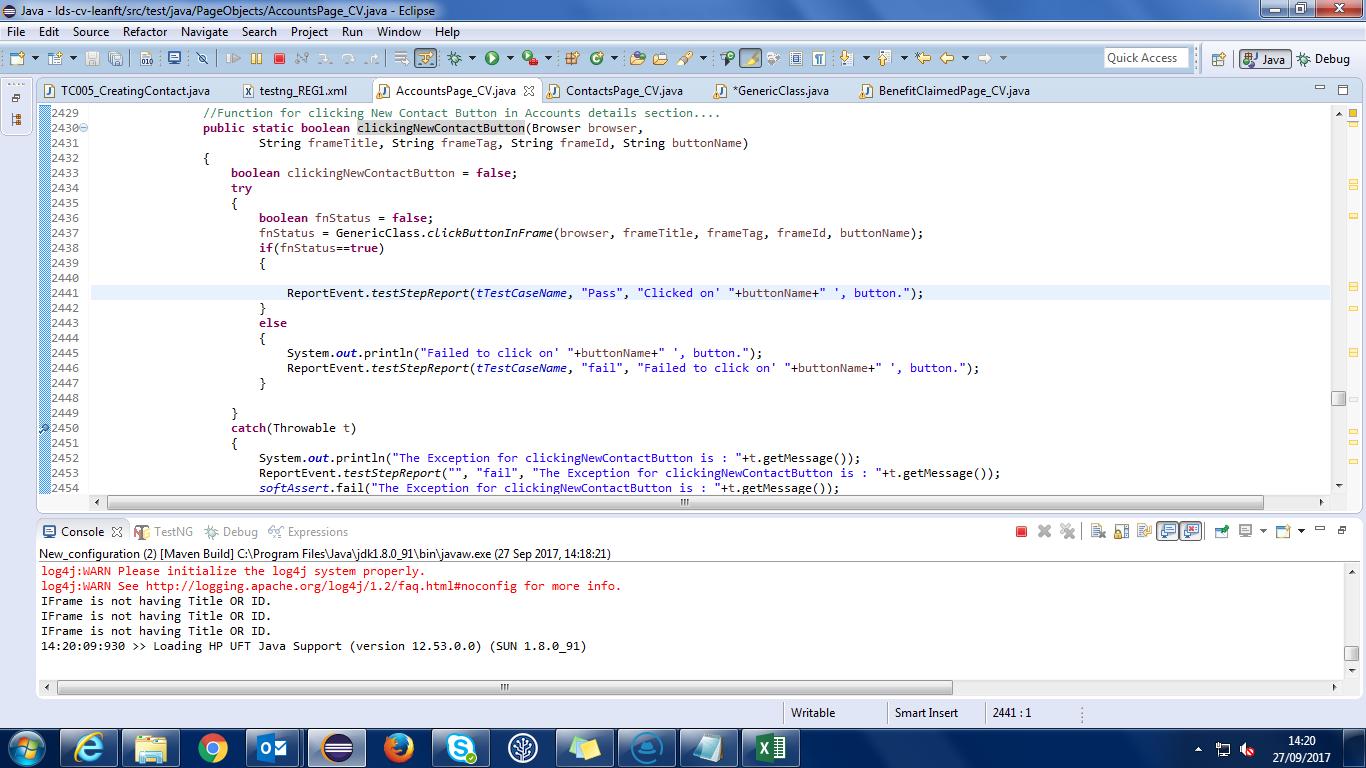 Java - lds-cv-leanft/src/test/java/PageObjects/AccountsPage_CV.java - Eclipse
File Edit Source Refactor Navigate Search Project Run Window Help
Quick Access Java Debug
TC005_CreatingContact.java testng_REG1.xml AccountsPage_CV.java ContactsPage_CV.java *GenericClass.java BenefitClaimedPage_CV.java
2429 //Function for clicking New Contact Button in Accounts details section....
2430 public static boolean clickingNewContactButton(Browser browser,
2431 String frameTitle, String frameTag, String frameId, String buttonName)
2432 {
2433 boolean clickingNewContactButton = false;
2434 try
2435 {
2436 boolean fnStatus = false;
2437 fnStatus = GenericClass.clickButtonInFrame(browser, frameTitle, frameTag, frameId, buttonName);
2438 if(fnStatus==true)
2439 {
2440
2441 ReportEvent.testStepReport(tTestCaseName, "Pass", "Clicked on' "+buttonName+" ', button.");
2442 }
2443 else
2444 {
2445 System.out.println("Failed to click on' "+buttonName+" ', button.");
2446 ReportEvent.testStepReport(tTestCaseName, "fail", "Failed to click on' "+buttonName+" ', button.");
2447 }
2448
2449 }
2450 catch(Throwable t)
2451 {
2452 System.out.println("The Exception for clickingNewContactButton is : "+t.getMessage());
2453 ReportEvent.testStepReport("", "fail", "The Exception for clickingNewContactButton is : "+t.getMessage());
2454 softAssert.fail("The Exception for clickingNewContactButton is : "+t.getMessage());
Console TestNG Debug Expressions
New_configuration (2) [Maven Build] C:\Program Files\Java\jdk1.8.0_91\bin\javaw.exe (27 Sep 2017, 14:18:21)
log4j:WARN Please initialize the log4j system properly.
log4j:WARN See http://logging.apache.org/log4j/1.2/faq.html#noconfig for more info.
IFrame is not having Title OR ID.
IFrame is not having Title OR ID.
IFrame is not having Title OR ID.
14:20:09:930 >> Loading HP UFT Java Support (version 12.53.0.0) (SUN 1.8.0_91)
Writable Smart Insert 2441 : 1
14:20
27/09/2017